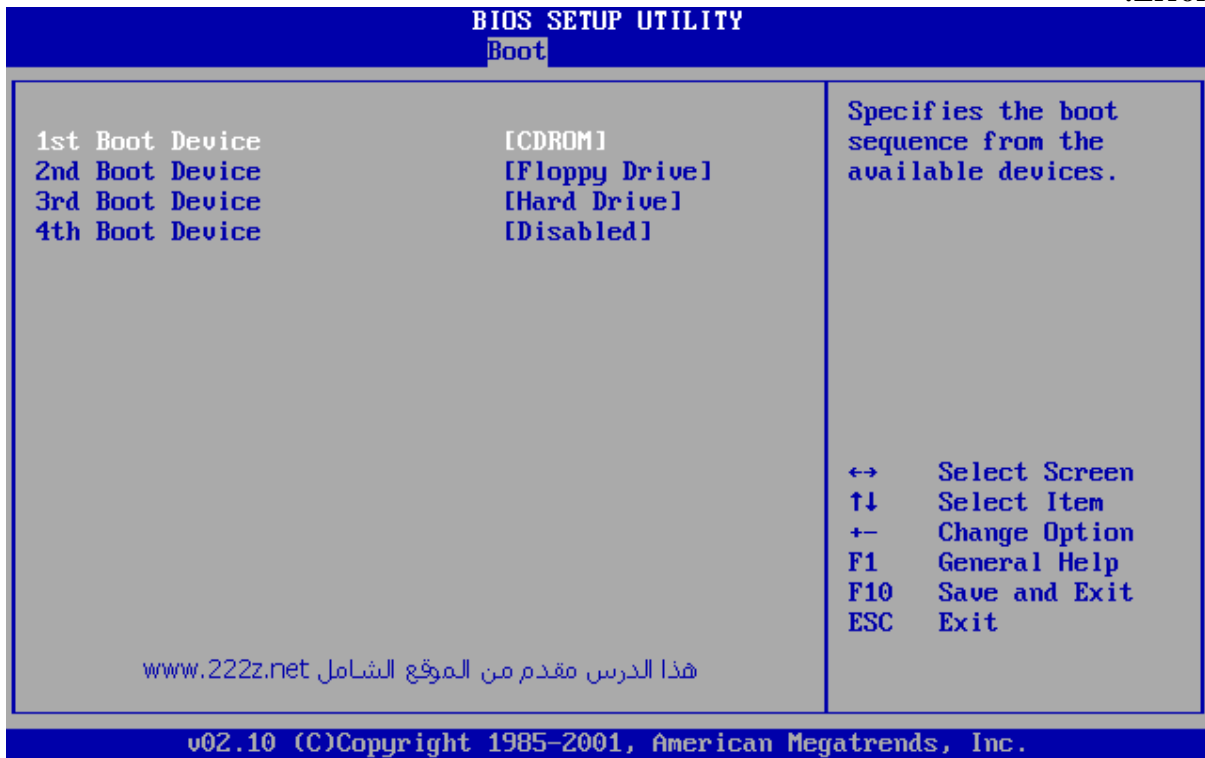 BIOS SETUP UTILITY
Boot
1st Boot Device [CDROM]
2nd Boot Device [Floppy Drive]
3rd Boot Device [Hard Drive]
4th Boot Device [Disabled]
Specifies the boot
sequence from the
available devices.
←→ Select Screen
↑↓ Select Item
+- Change Option
F1 General Help
F10 Save and Exit
ESC Exit
هذا الدرس مقدم من الموقع الشامل www.222z.net
v02.10 (C)Copyright 1985-2001, American Megatrends, Inc.